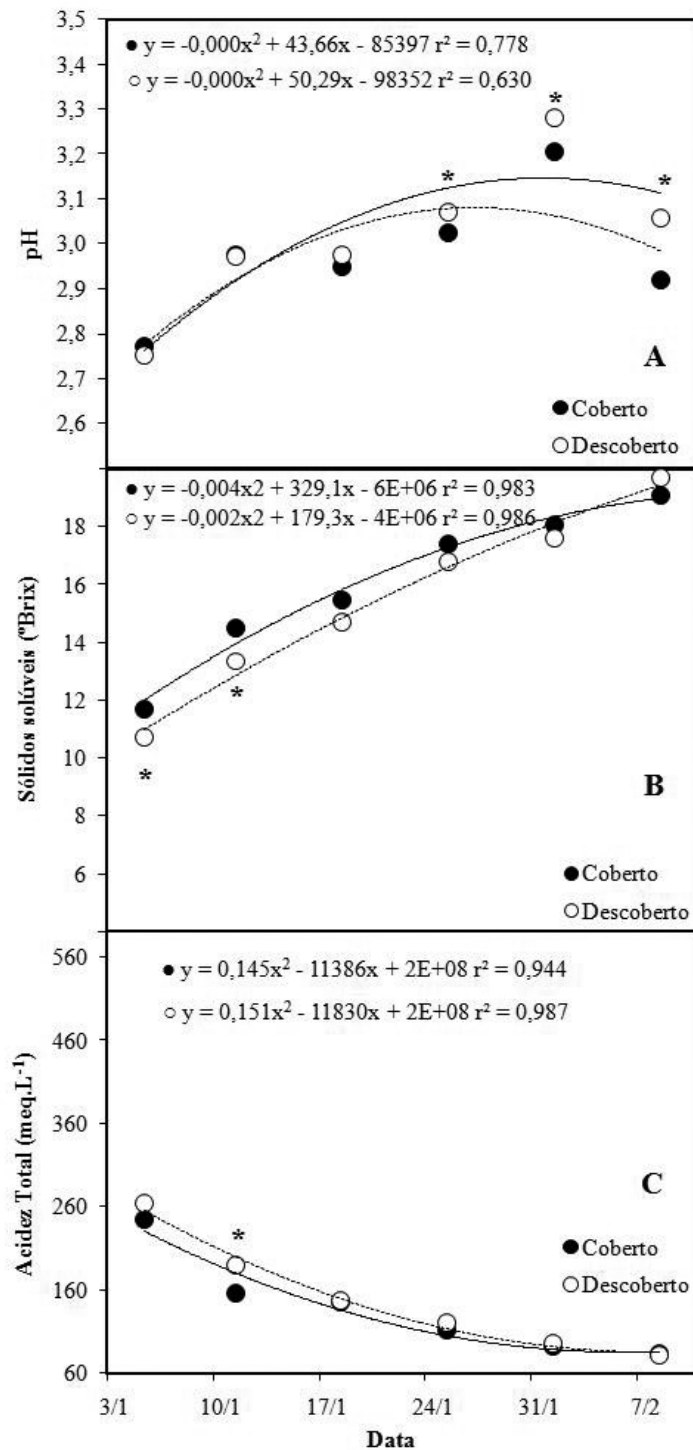 3,5
● y = -0,000x² + 43,66x - 85397 r² = 0,778
3,4
○ y = -0,000x² + 50,29x - 98352 r² = 0,630
3,3
*
3,2
*
*
3,1
pH
3,0
2,9
2,8
A
2,7
● Coberto
2,6
○ Descoberto
● y = -0,004x2 + 329,1x - 6E+06 r² = 0,983
○ y = -0,002x2 + 179,3x - 4E+06 r² = 0,986
18
16
14
Sólidos solúveis (ºBrix)
12
*
10
*
B
8
6
● Coberto
○ Descoberto
560
● y = 0,145x² - 11386x + 2E+08 r² = 0,944
○ y = 0,151x² - 11830x + 2E+08 r² = 0,987
460
360
Acidez Total (meq.L⁻¹)
C
260
*
● Coberto
160
○ Descoberto
60
3/1 10/1 17/1 24/1 31/1 7/2
Data